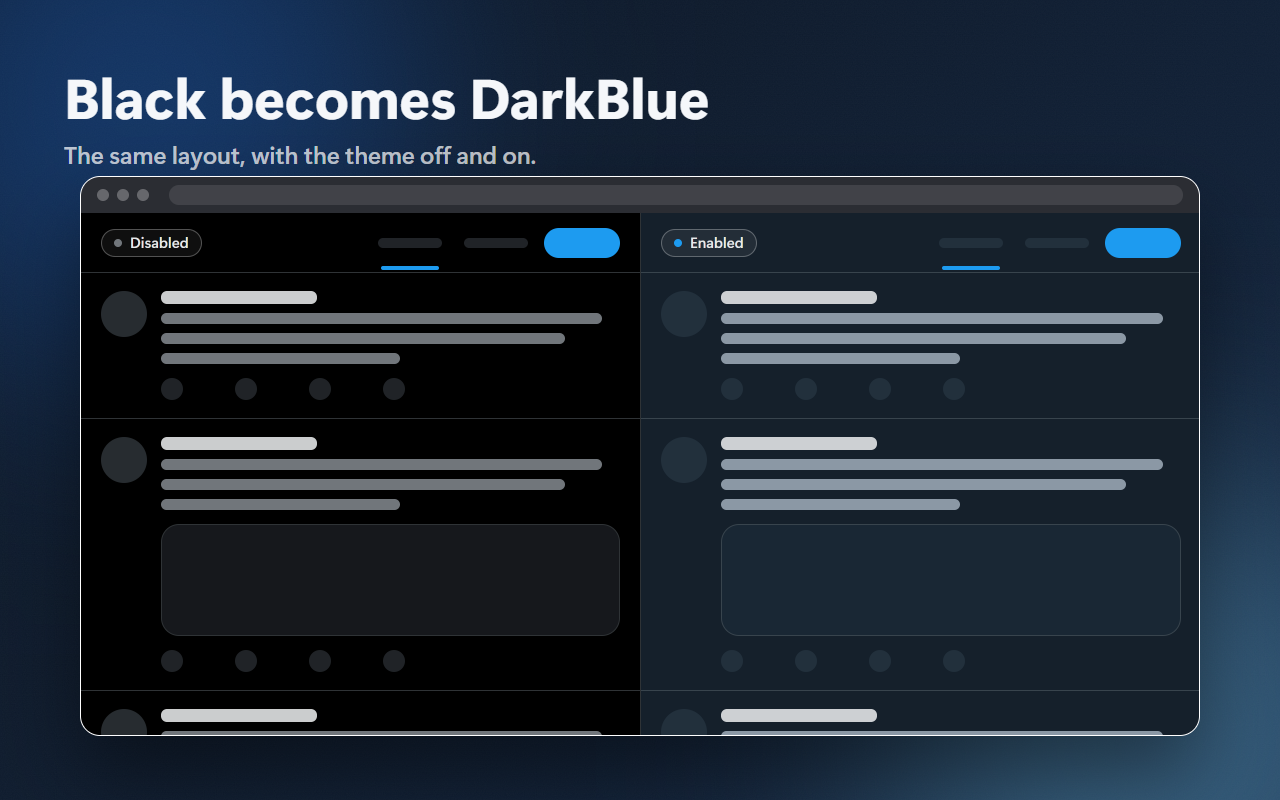 Black becomes DarkBlue
The same layout, with the theme off and on.
Disabled
Enabled